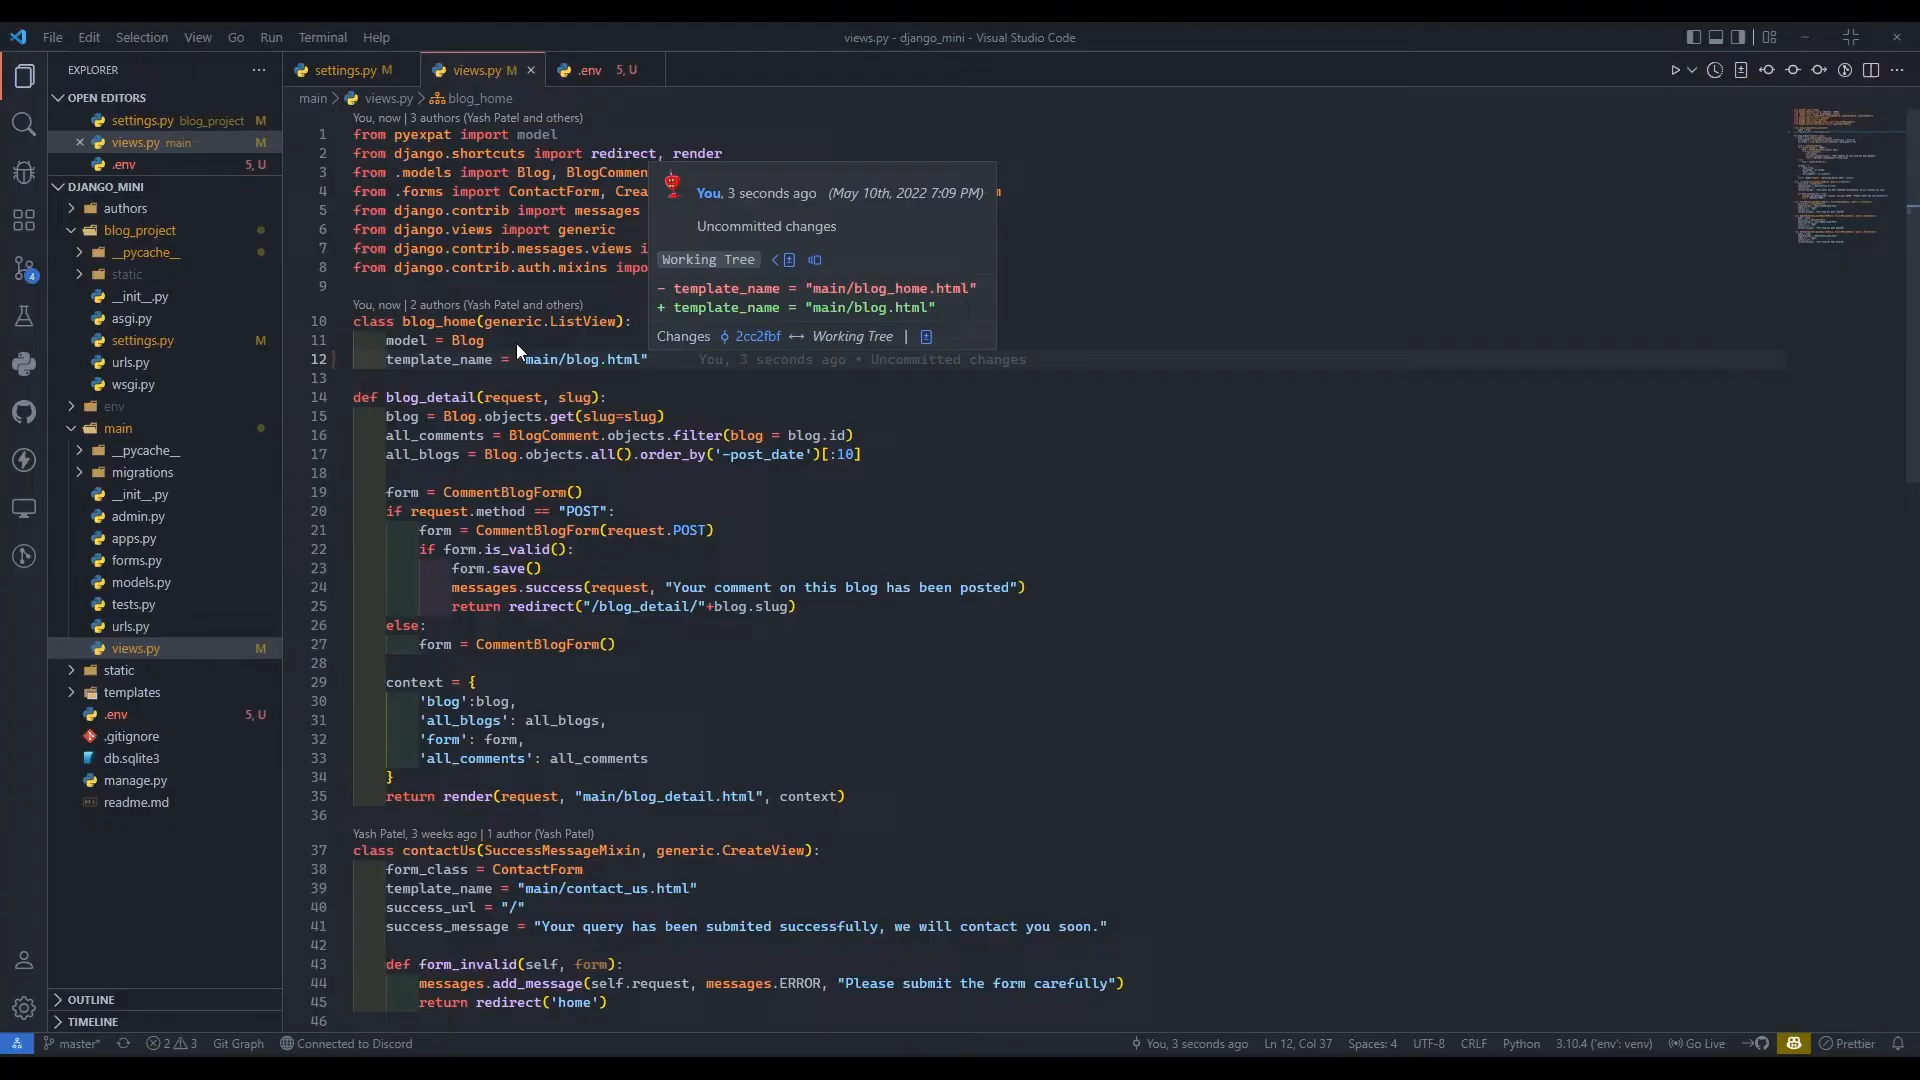 File Edit Selection View Go Run Terminal Help
views.py - django_mini - Visual Studio Code
EXPLORER
OPEN EDITORS
settings.py blog_project M
views.py main M
.env 5, U
DJANGO_MINI
authors
blog_project
__pycache__
static
__init__.py
asgi.py
settings.py M
urls.py
wsgi.py
env
main
__pycache__
migrations
__init__.py
admin.py
apps.py
forms.py
models.py
tests.py
urls.py
views.py M
static
templates
.env 5, U
.gitignore
db.sqlite3
manage.py
readme.md
OUTLINE
TIMELINE
settings.py M
views.py M
.env 5, U
main > views.py > blog_home
You, now | 3 authors (Yash Patel and others)
1 from pyexpat import model
2 from django.shortcuts import redirect, render
3 from .models import Blog, BlogCommen
4 from .forms import ContactForm, Crea
5 from django.contrib import messages
6 from django.views import generic
7 from django.contrib.messages.views i
8 from django.contrib.auth.mixins impo
9
You, 3 seconds ago (May 10th, 2022 7:09 PM)
Uncommitted changes
Working Tree
- template_name = "main/blog_home.html"
+ template_name = "main/blog.html"
Changes 2cc2fbf ↔ Working Tree |
You, now | 2 authors (Yash Patel and others)
10 class blog_home(generic.ListView):
11 model = Blog
12 template_name = "main/blog.html" You, 3 seconds ago • Uncommitted changes
13
14 def blog_detail(request, slug):
15 blog = Blog.objects.get(slug=slug)
16 all_comments = BlogComment.objects.filter(blog = blog.id)
17 all_blogs = Blog.objects.all().order_by('-post_date')[:10]
18
19 form = CommentBlogForm()
20 if request.method == "POST":
21 form = CommentBlogForm(request.POST)
22 if form.is_valid():
23 form.save()
24 messages.success(request, "Your comment on this blog has been posted")
25 return redirect("/blog_detail/"+blog.slug)
26 else:
27 form = CommentBlogForm()
28
29 context = {
30 'blog':blog,
31 'all_blogs': all_blogs,
32 'form': form,
33 'all_comments': all_comments
34 }
35 return render(request, "main/blog_detail.html", context)
36
Yash Patel, 3 weeks ago | 1 author (Yash Patel)
37 class contactUs(SuccessMessageMixin, generic.CreateView):
38 form_class = ContactForm
39 template_name = "main/contact_us.html"
40 success_url = "/"
41 success_message = "Your query has been submited successfully, we will contact you soon."
42
43 def form_invalid(self, form):
44 messages.add_message(self.request, messages.ERROR, "Please submit the form carefully")
45 return redirect('home')
46
4
master* 2 3 Git Graph Connected to Discord You, 3 seconds ago Ln 12, Col 37 Spaces: 4 UTF-8 CRLF Python 3.10.4 ('env': venv) Go Live Prettier